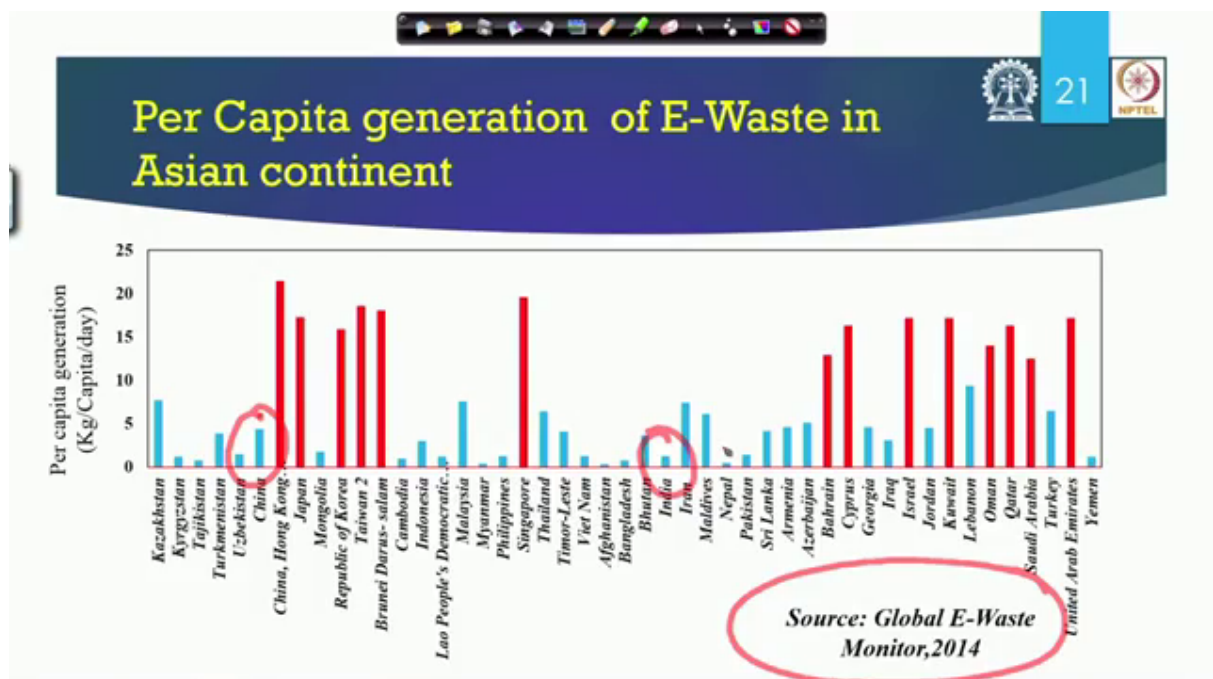 21
NPTEL
Per Capita generation of E-Waste in
Asian continent
Per capita generation
(Kg/Capita/day)
25
20
15
10
5
0
Kazakhstan
Kyrgyzstan
Tajikistan
Turkmenistan
Uzbekistan
China
China, Hong Kong...
Japan
Mongolia
Republic of Korea
Taiwan 2
Brunei Darus- salam
Cambodia
Indonesia
Lao People's Democratic...
Malaysia
Myanmar
Philippines
Singapore
Thailand
Timor-Leste
Viet Nam
Afghanistan
Bangladesh
Bhutan
India
Iran
Maldives
Nepal
Pakistan
Sri Lanka
Armenia
Azerbaijan
Bahrain
Cyprus
Georgia
Iraq
Israel
Jordan
Kuwait
Lebanon
Oman
Qatar
Saudi Arabia
Turkey
United Arab Emirates
Yemen
Source: Global E-Waste
Monitor,2014